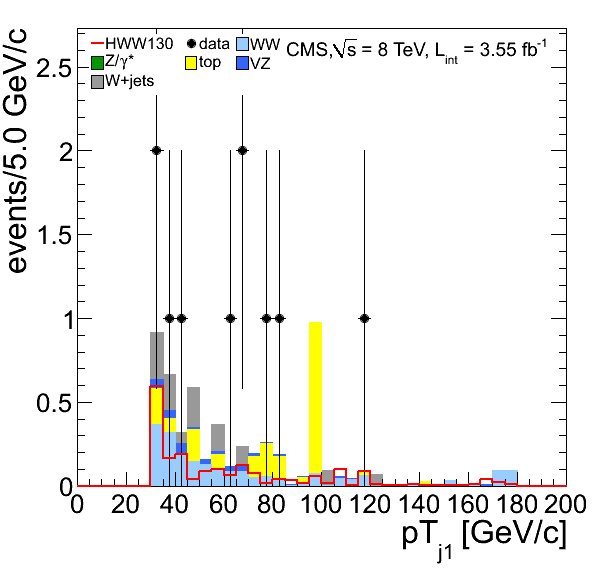 HWW130 data WW CMS,√s = 8 TeV, L_int = 3.55 fb⁻¹
Z/γ* top VZ
W+jets
events/5.0 GeV/c
2.5
2
1.5
1
0.5
0
0 20 40 60 80 100 120 140 160 180 200
pT_j1 [GeV/c]